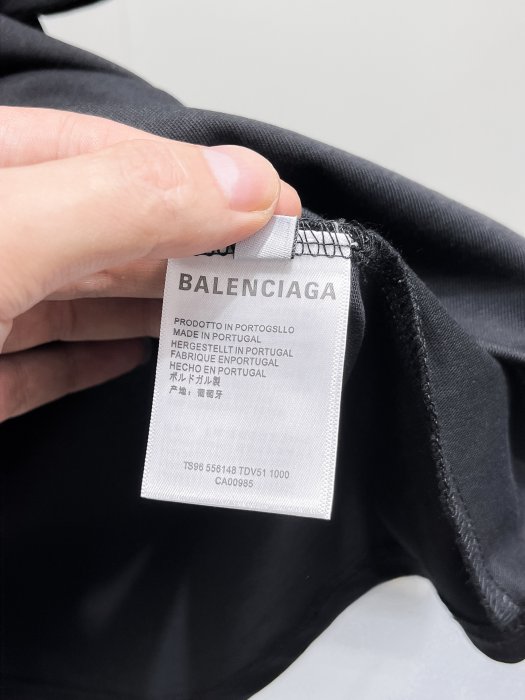 BALENCIAGA
PRODOTTO IN PORTOGSLLO
MADE IN PORTUGAL
HERGESTELLT IN PORTUGAL
FABRIQUE ENPORTUGAL
HECHO EN PORTUGAL
ポルドガル製
产地：葡萄牙
TS96 556148 TDV51 1000
CA00985